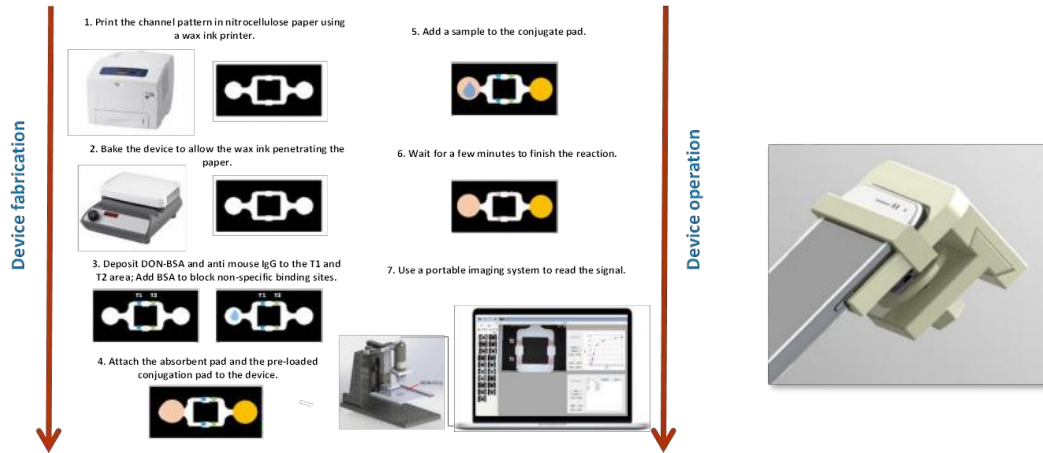 Device fabrication
1. Print the channel pattern in nitrocellulose paper using
a wax ink printer.
2. Bake the device to allow the wax ink penetrating the
paper.
3. Deposit DON-BSA and anti mouse IgG to the T1 and
T2 area; Add BSA to block non-specific binding sites.
T1 T2
T1 T2
4. Attach the absorbent pad and the pre-loaded
conjugation pad to the device.
5. Add a sample to the conjugate pad.
6. Wait for a few minutes to finish the reaction.
7. Use a portable imaging system to read the signal.
Device operation